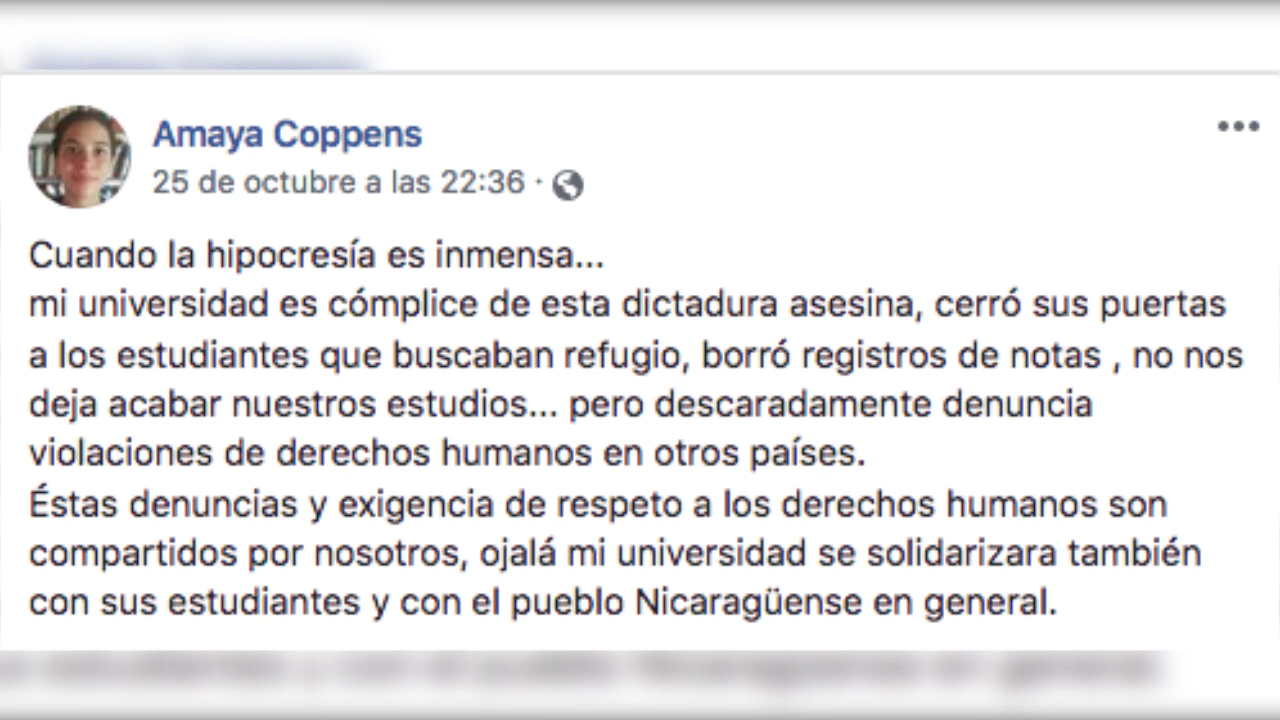 Amaya Coppens
25 de octubre a las 22:36 ·
Cuando la hipocresía es inmensa...
mi universidad es cómplice de esta dictadura asesina, cerró sus puertas
a los estudiantes que buscaban refugio, borró registros de notas , no nos
deja acabar nuestros estudios... pero descaradamente denuncia
violaciones de derechos humanos en otros países.
Éstas denuncias y exigencia de respeto a los derechos humanos son
compartidos por nosotros, ojalá mi universidad se solidarizara también
con sus estudiantes y con el pueblo Nicaragüense en general.